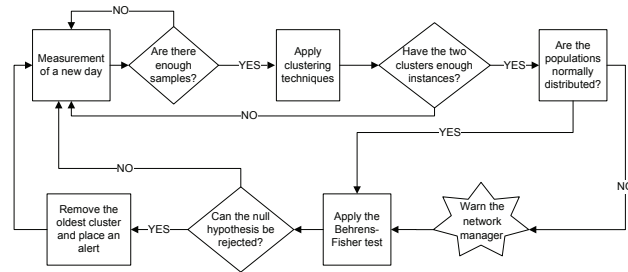 NO
Measurement
of a new day
Are there
enough
samples?
YES
Apply
clustering
techniques
Have the two
clusters enough
instances?
YES
Are the
populations
normally
distributed?
NO
YES
NO
NO
Remove the
oldest cluster
and place an
alert
YES
Can the null
hypothesis be
rejected?
Apply the
Behrens-
Fisher test
Warn the
network
manager